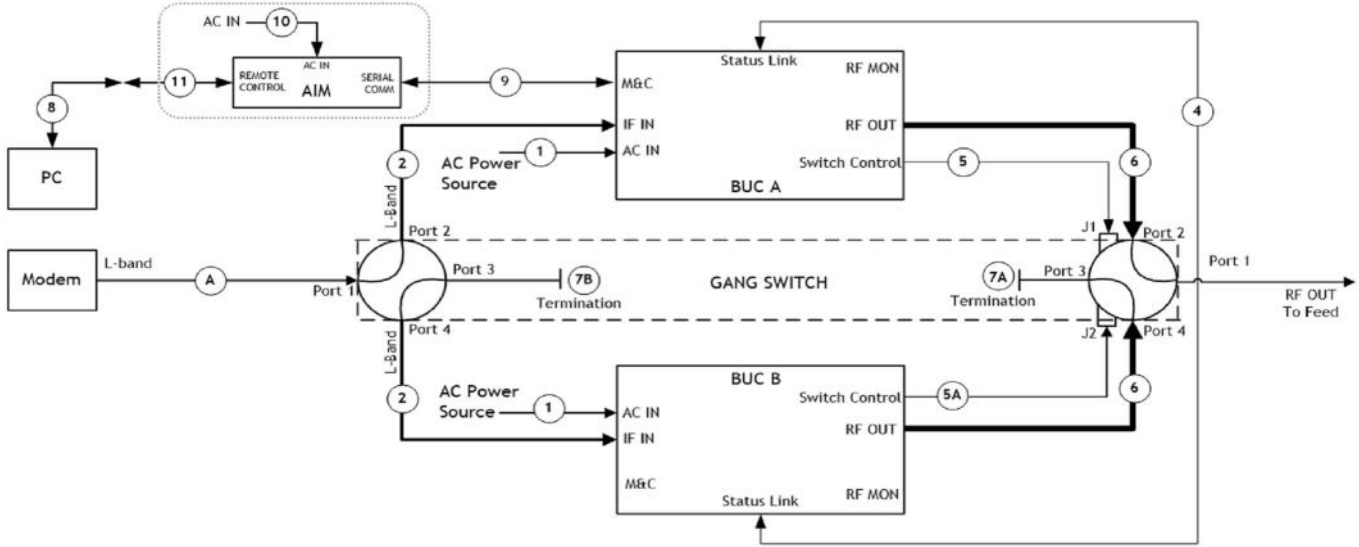 AC IN
10
AC IN
REMOTE
CONTROL
AIM
SERIAL
COMM
11
9
8
PC
Status Link
RF MON
M&C
IF IN
RF OUT
AC IN
Switch Control
BUC A
AC Power
Source
1
2
L-Band
4
5
6
Modem
L-band
A
Port 1
Port 2
Port 3
7B
Termination
Port 4
GANG SWITCH
7A
Termination
Port 3
J1
Port 2
Port 1
J2
Port 4
RF OUT
To Feed
L-Band
2
AC Power
Source
1
BUC B
Switch Control
AC IN
RF OUT
IF IN
M&C
RF MON
Status Link
5A
6